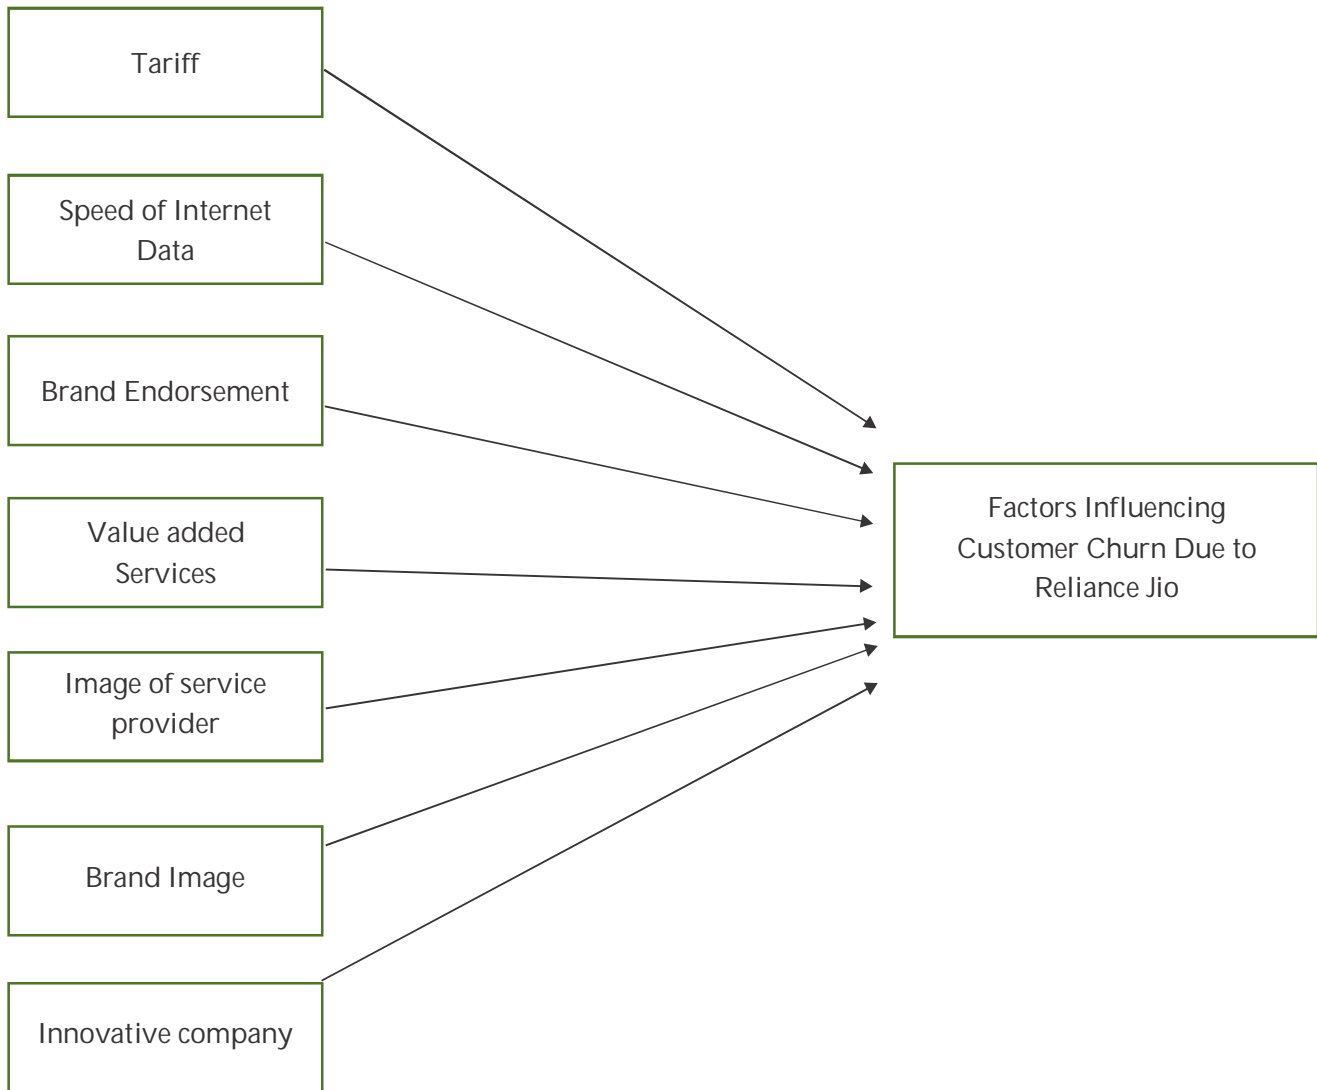 Tariff
Speed of Internet
Data
Brand Endorsement
Value added
Services
Image of service
provider
Brand Image
Innovative company
Factors Influencing
Customer Churn Due to
Reliance Jio